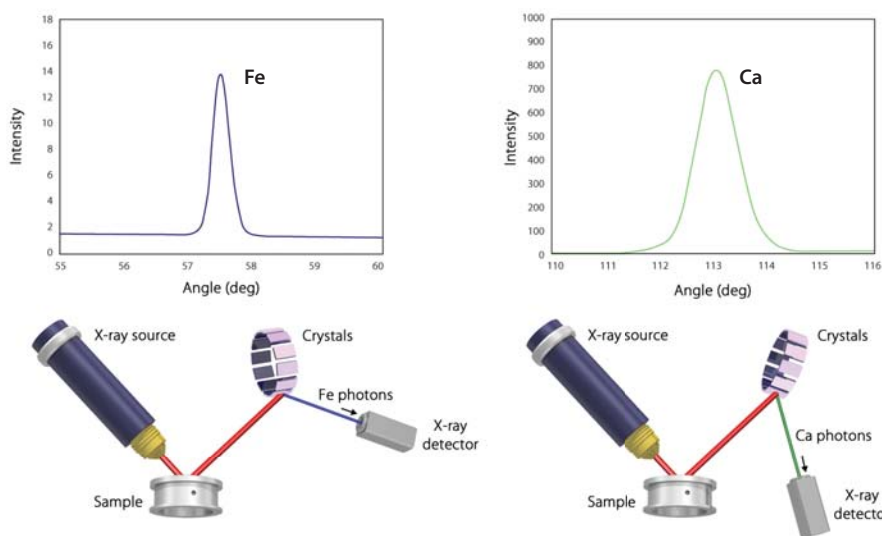 18
16
14
12
10
8
6
4
2
0
Intensity
Fe
55 56 57 58 59 60
Angle (deg)
1000
900
800
700
600
500
400
300
200
100
0
Intensity
Ca
110 111 112 113 114 115 116
Angle (deg)
X-ray source
Crystals
Fe photons
X-ray
detector
Sample
X-ray source
Crystals
Ca photons
X-ray
detector
Sample